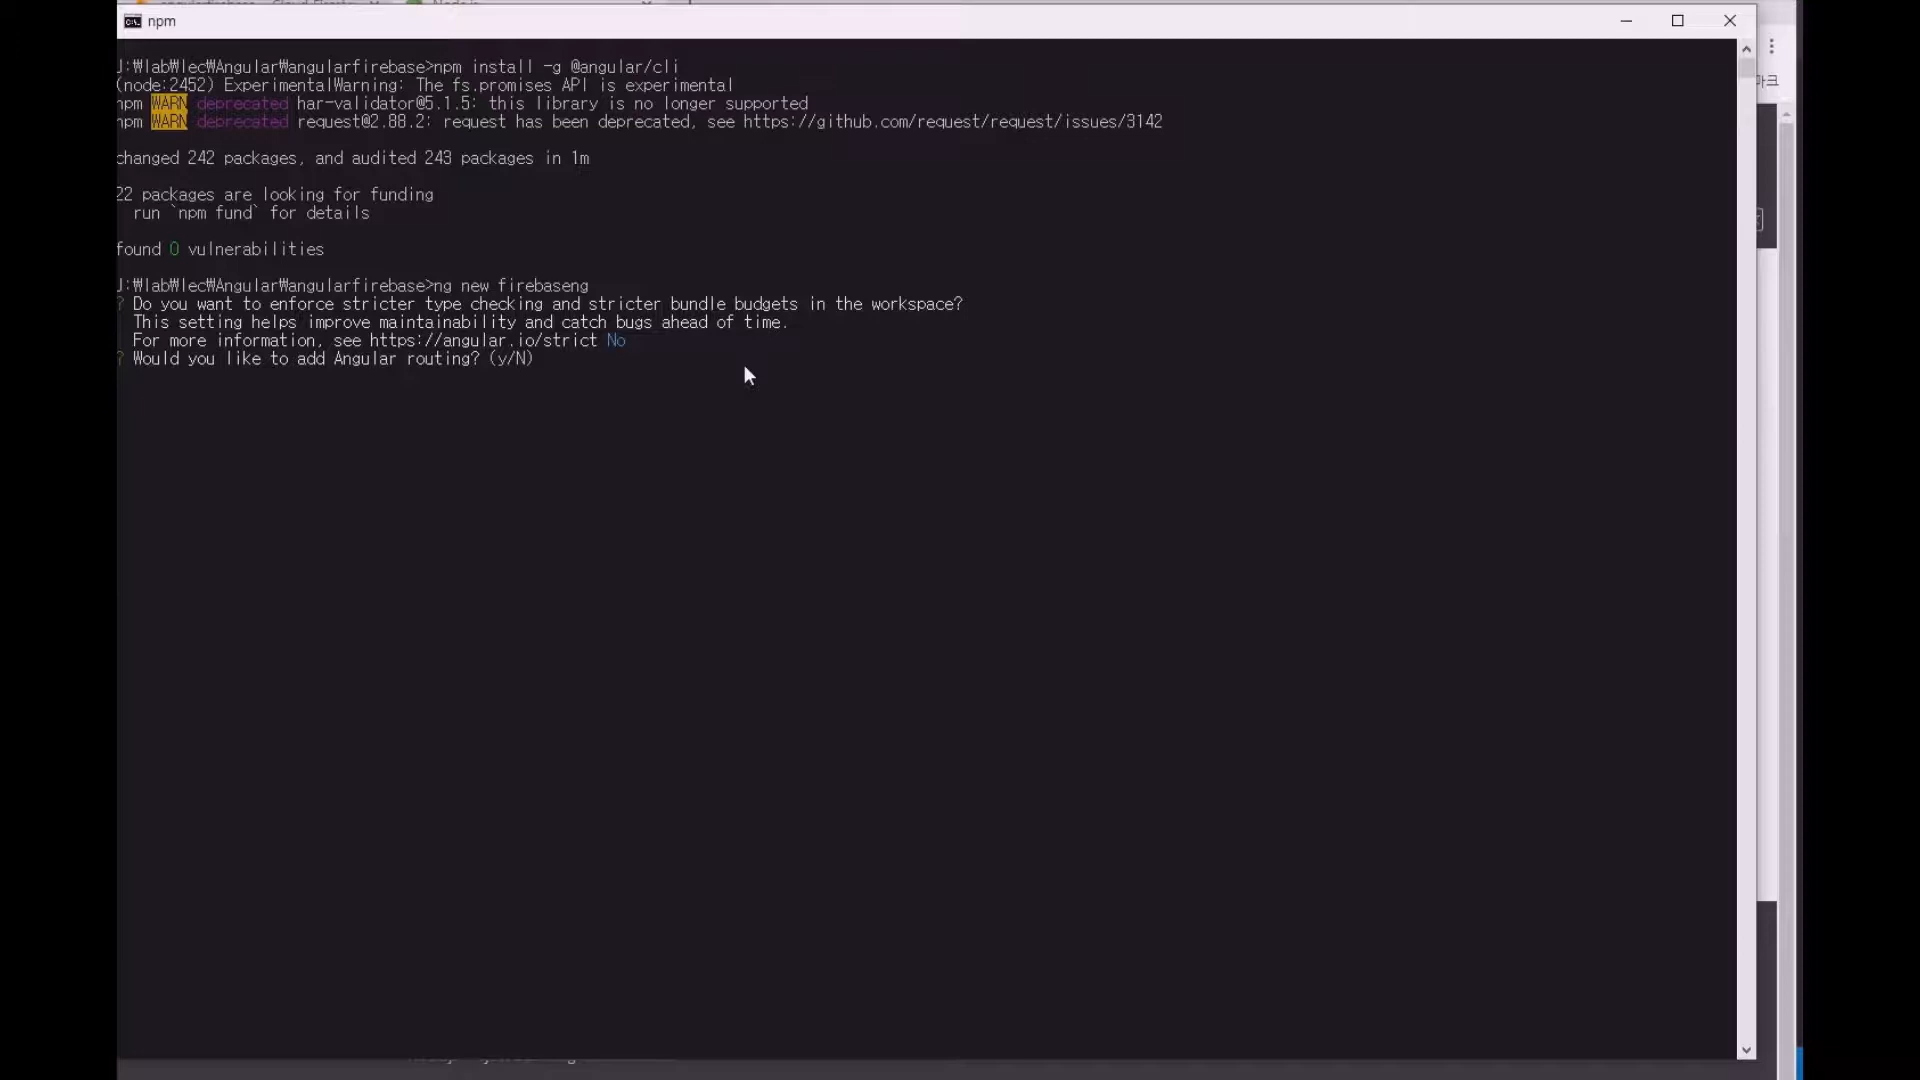 npm
J:₩lab₩lec₩Angular₩angularfirebase>npm install -g @angular/cli
(node:2452) ExperimentalWarning: The fs.promises API is experimental
npm WARN deprecated har-validator@5.1.5: this library is no longer supported
npm WARN deprecated request@2.88.2: request has been deprecated, see https://github.com/request/request/issues/3142
changed 242 packages, and audited 243 packages in 1m
22 packages are looking for funding
run `npm fund` for details
found 0 vulnerabilities
J:₩lab₩lec₩Angular₩angularfirebase>ng new firebaseng
? Do you want to enforce stricter type checking and stricter bundle budgets in the workspace?
This setting helps improve maintainability and catch bugs ahead of time.
For more information, see https://angular.io/strict No
? Would you like to add Angular routing? (y/N)